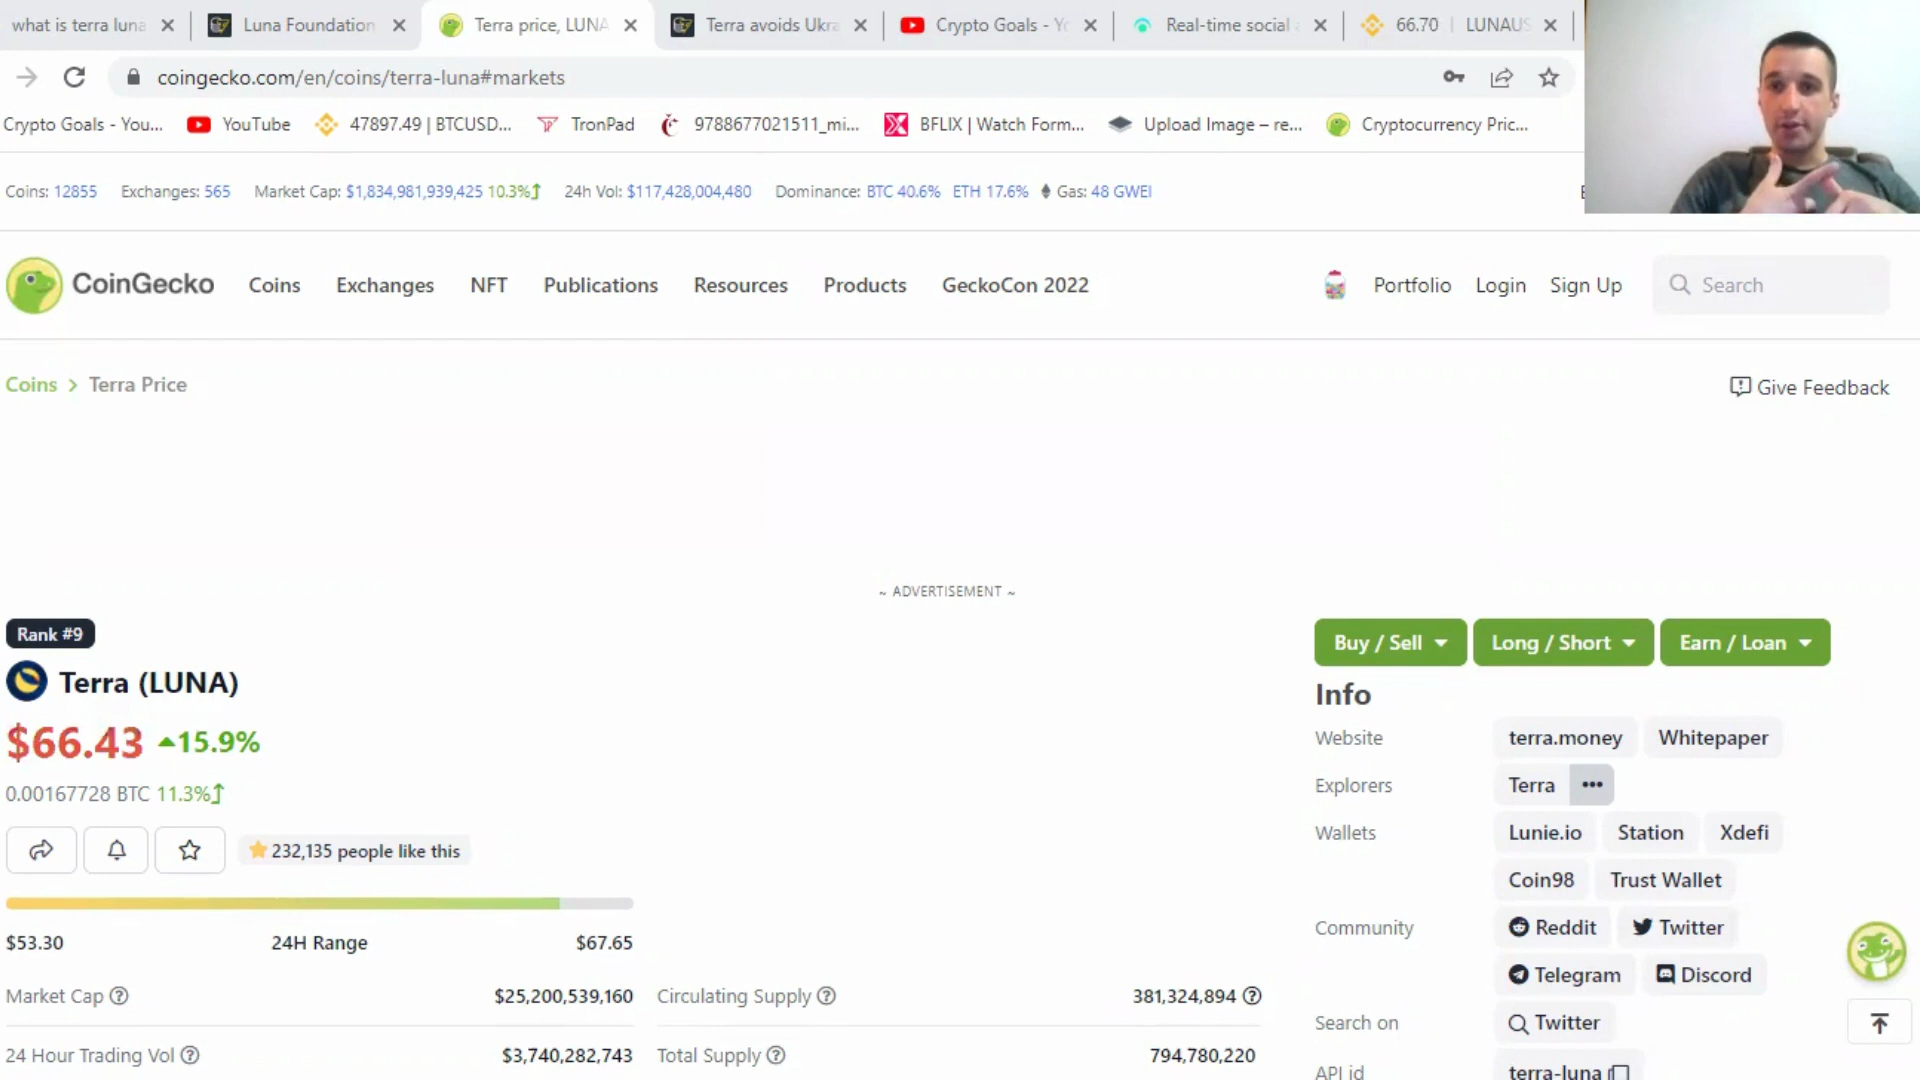 what is terra luna
Luna Foundation
Terra price, LUNA
Terra avoids Ukra
Crypto Goals - Yo
Real-time social a
66.70 | LUNAUS
coingecko.com/en/coins/terra-luna#markets
Crypto Goals - You...
YouTube
47897.49 | BTCUSD...
TronPad
9788677021511_mi...
BFLIX | Watch Form...
Upload Image – re...
Cryptocurrency Pric...
Coins: 12855 Exchanges: 565 Market Cap: $1,834,981,939,425 10.3% 24h Vol: $117,428,004,480 Dominance: BTC 40.6% ETH 17.6% Gas: 48 GWEI
CoinGecko Coins Exchanges NFT Publications Resources Products GeckoCon 2022 Portfolio Login Sign Up Search
Coins > Terra Price
Give Feedback
~ ADVERTISEMENT ~
Rank #9
Terra (LUNA)
$66.43 15.9%
0.00167728 BTC 11.3%
232,135 people like this
$53.30 24H Range $67.65
Market Cap $25,200,539,160
Circulating Supply 381,324,894
24 Hour Trading Vol $3,740,282,743
Total Supply 794,780,220
Buy / Sell Long / Short Earn / Loan
Info
Website terra.money Whitepaper
Explorers Terra •••
Wallets Lunie.io Station Xdefi
Coin98 Trust Wallet
Community Reddit Twitter
Telegram Discord
Search on Twitter
API id terra-luna